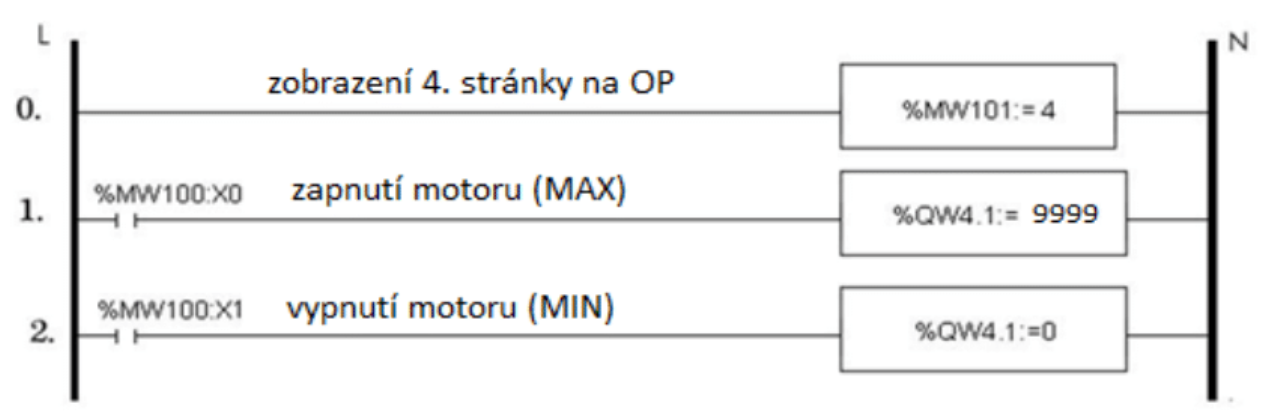 L N
zobrazení 4. stránky na OP
0. %MW101:= 4
%MW100:X0 zapnutí motoru (MAX)
1. %QW4.1:= 9999
%MW100:X1 vypnutí motoru (MIN)
2. %QW4.1:=0